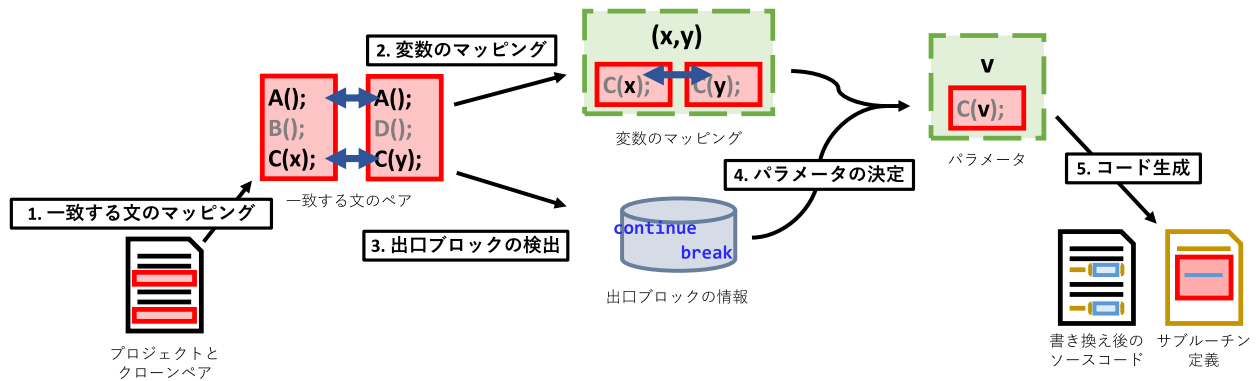 1. 一致する文のマッピング
プロジェクトと
クローンペア
A();
B();
C(x);
A();
D();
C(y);
一致する文のペア
2. 変数のマッピング
(x,y)
C(x);
C(y);
変数のマッピング
3. 出口ブロックの検出
continue
break
出口ブロックの情報
4. パラメータの決定
v
C(v);
パラメータ
5. コード生成
書き換え後の
ソースコード
サブルーチン
定義